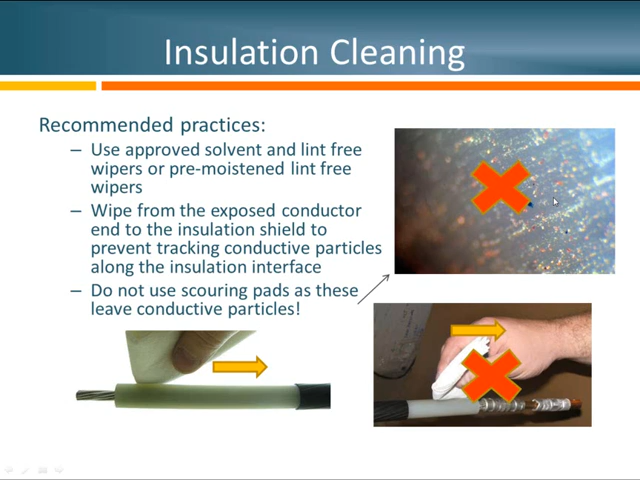 Insulation Cleaning
Recommended practices:
– Use approved solvent and lint free
wipers or pre-moistened lint free
wipers
– Wipe from the exposed conductor
end to the insulation shield to
prevent tracking conductive particles
along the insulation interface
– Do not use scouring pads as these
leave conductive particles!